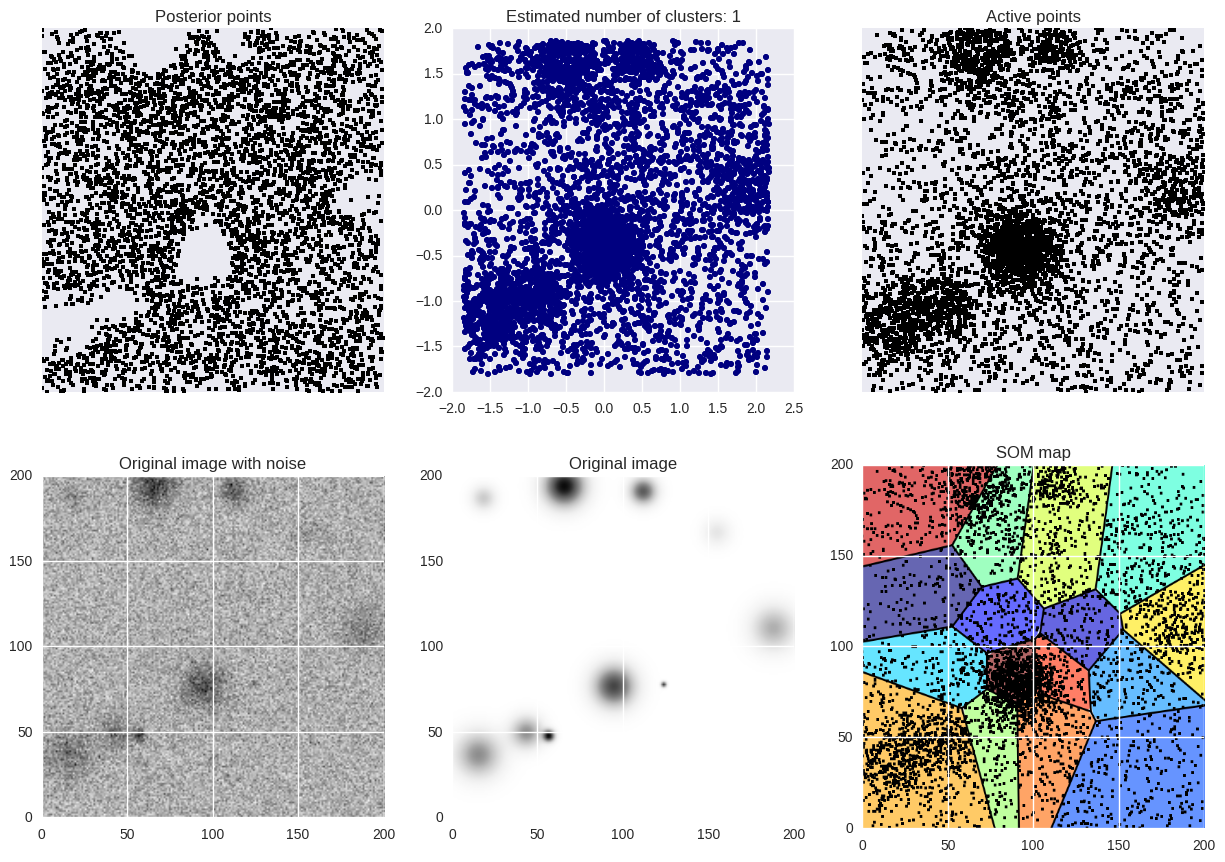 Posterior points
Estimated number of clusters: 1
Active points
2.0
1.5
1.0
0.5
0.0
−0.5
−1.0
−1.5
−2.0
−2.0 −1.5 −1.0 −0.5 0.0 0.5 1.0 1.5 2.0 2.5
Original image with noise
Original image
SOM map
200
150
100
50
0
0 50 100 150 200
200
150
100
50
0
0 50 100 150 200
200
150
100
50
0
0 50 100 150 200